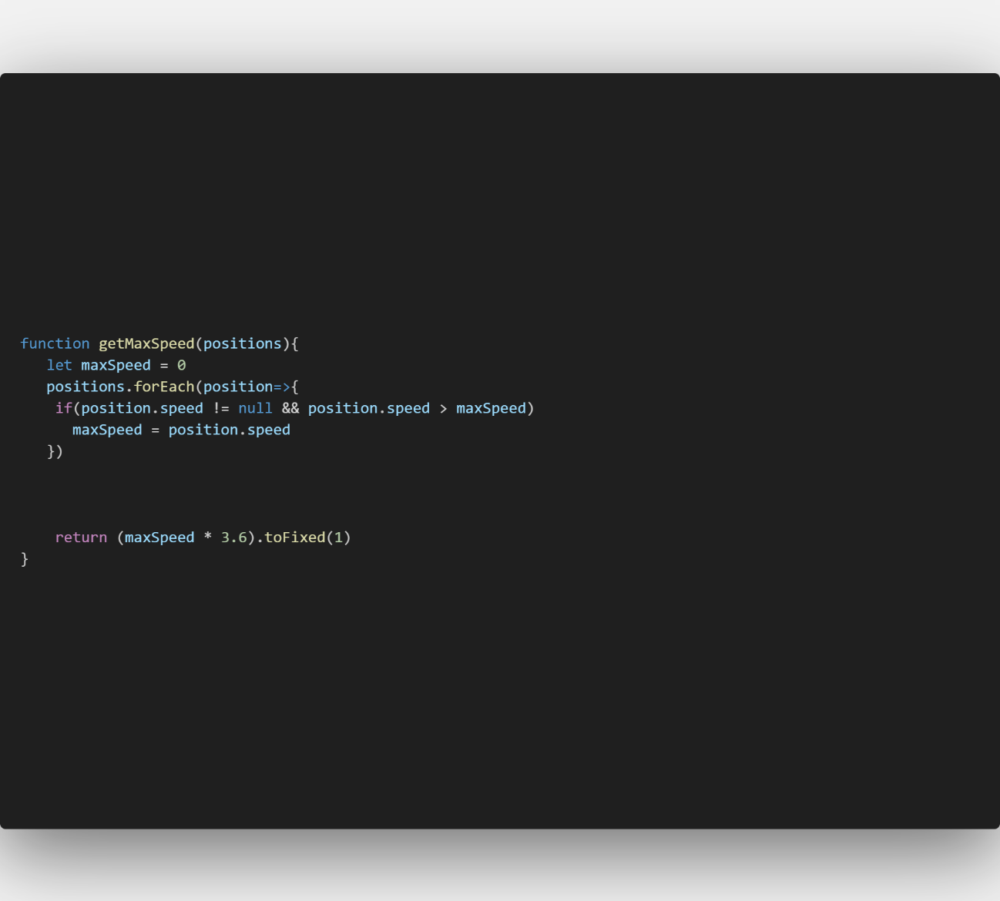 function getMaxSpeed(positions){
   let maxSpeed = 0
   positions.forEach(position=>{
    if(position.speed != null && position.speed > maxSpeed)
      maxSpeed = position.speed
   })
    return (maxSpeed * 3.6).toFixed(1)
}